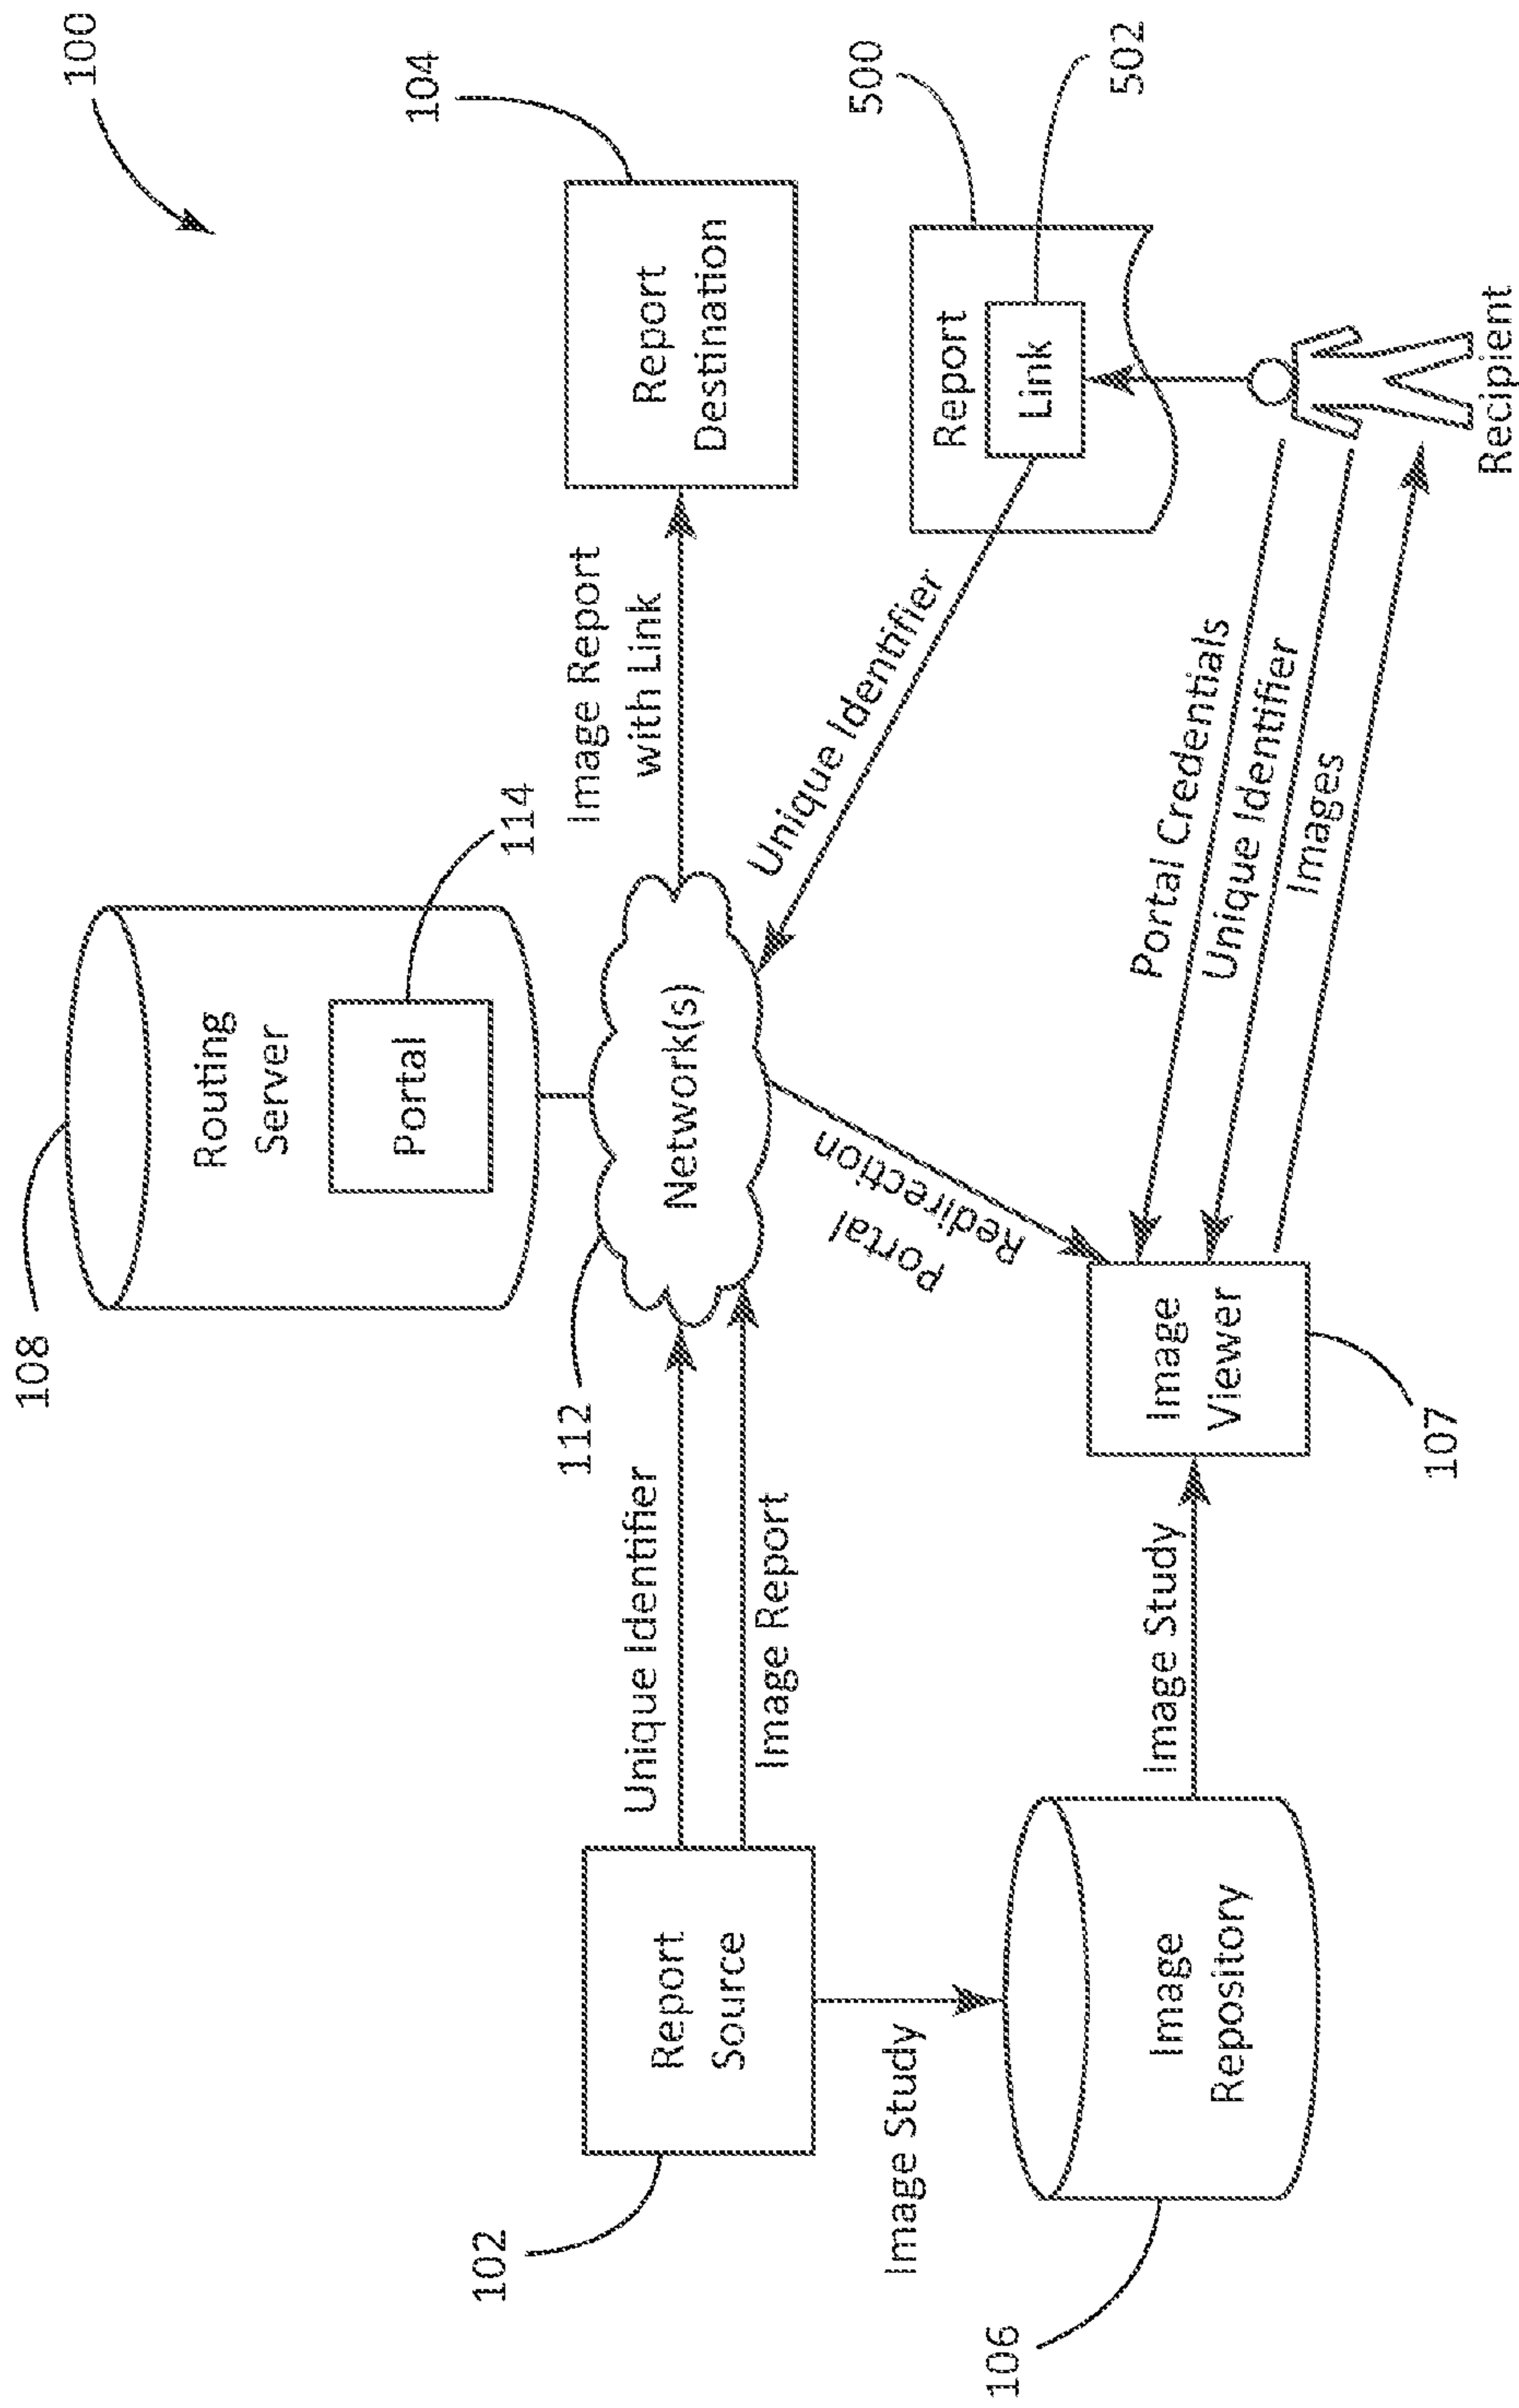 100
108
Routing
Server
Portal
114
104
Report
Destination
Image Report
with Link
112
Network(s)
Unique Identifier
Image Report
102
Report
Source
Image Study
106
Image
Repository
Image Study
Image
Viewer
107
Portal
Redirection
Unique Identifier
500
Report
Link
502
Portal Credentials
Unique Identifier
Images
Recipient